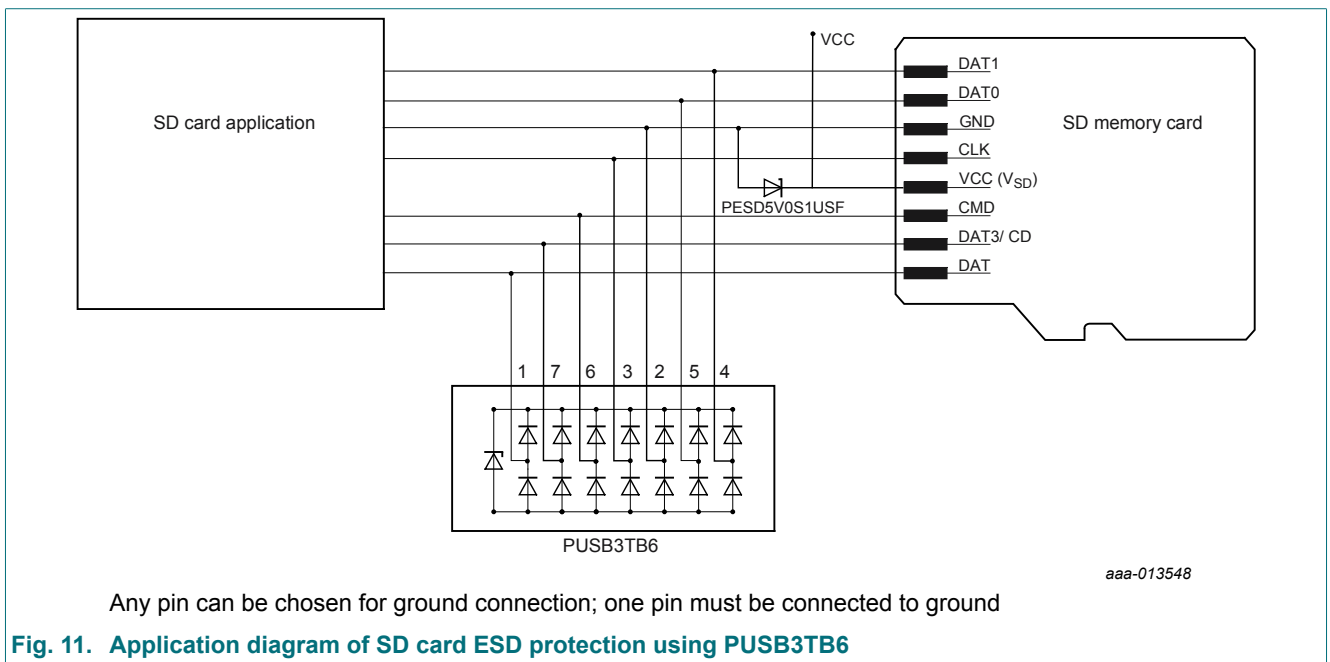 VCC
DAT1
DAT0
SD card application
GND
SD memory card
CLK
VCC (VSD)
PESD5V0S1USF
CMD
DAT3/ CD
DAT
1 7 6 3 2 5 4
PUSB3TB6
aaa-013548
Any pin can be chosen for ground connection; one pin must be connected to ground
Fig. 11. Application diagram of SD card ESD protection using PUSB3TB6